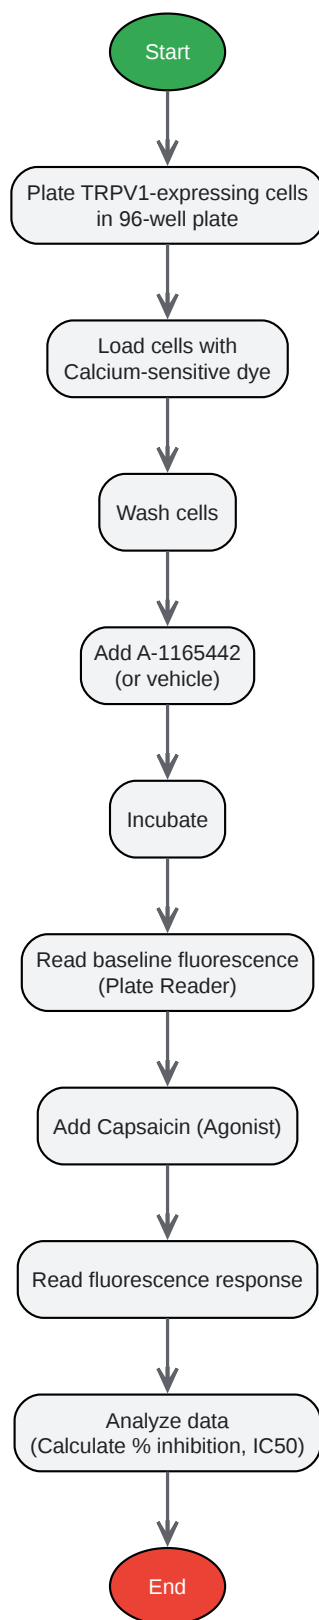 Start
Plate TRPV1-expressing cells
in 96-well plate
Load cells with
Calcium-sensitive dye
Wash cells
Add A-1165442
(or vehicle)
Incubate
Read baseline fluorescence
(Plate Reader)
Add Capsaicin (Agonist)
Read fluorescence response
Analyze data
(Calculate % inhibition, IC50)
End